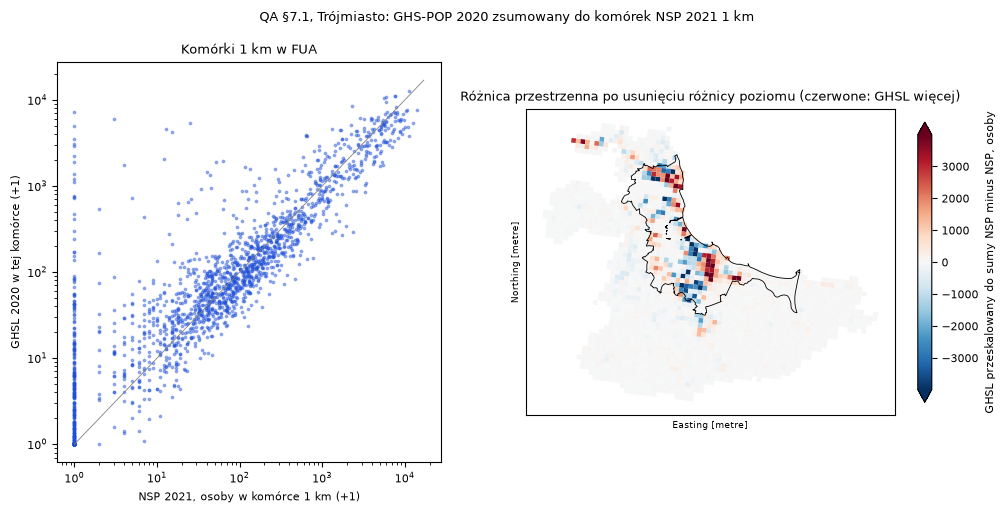 QA §7.1, Trójmiasto: GHS-POP 2020 zsumowany do komórek NSP 2021 1 km
Komórki 1 km w FUA
GHSL 2020 w tej komórce (+1)
10⁴
10³
10²
10¹
10⁰
10⁰ 10¹ 10² 10³ 10⁴
NSP 2021, osoby w komórce 1 km (+1)
Różnica przestrzenna po usunięciu różnicy poziomu (czerwone: GHSL więcej)
Northing [metre]
Easting [metre]
3000
2000
1000
0
−1000
−2000
−3000
GHSL przeskalowany do sumy NSP minus NSP, osoby